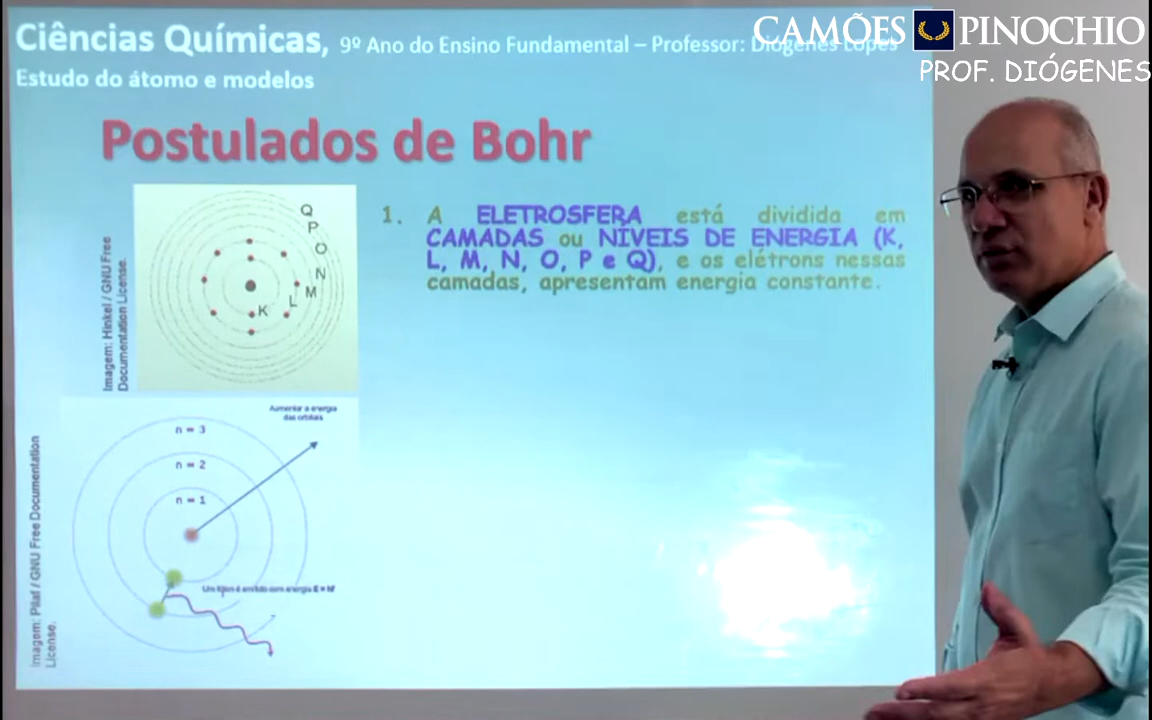 CAMÕES PINOCHIO
PROF. DIÓGENES
Ciências Químicas, 9º Ano do Ensino Fundamental – Professor: Diógenes Lopes
Estudo do átomo e modelos
Postulados de Bohr
Imagem: Hinkel / GNU Free
Documentation License.
Q
P
O
N
M
L
K
1. A ELETROSFERA está dividida em
CAMADAS ou NÍVEIS DE ENERGIA (K,
L, M, N, O, P e Q), e os elétrons nessas
camadas, apresentam energia constante.
Imagem: Pilaf / GNU Free Documentation
License.
Aumentar a energia
das orbitais
n = 3
n = 2
n = 1
Um fóton é emitido com energia E = hf